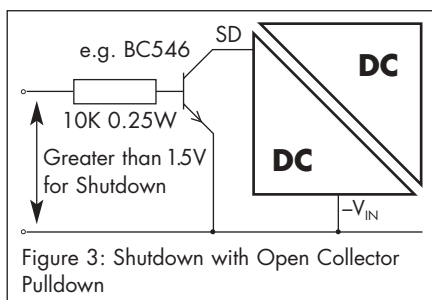 e.g. BC546
SD
DC
10K 0.25W
Greater than 1.5V
for Shutdown
DC
–VIN
Figure 3: Shutdown with Open Collector
Pulldown